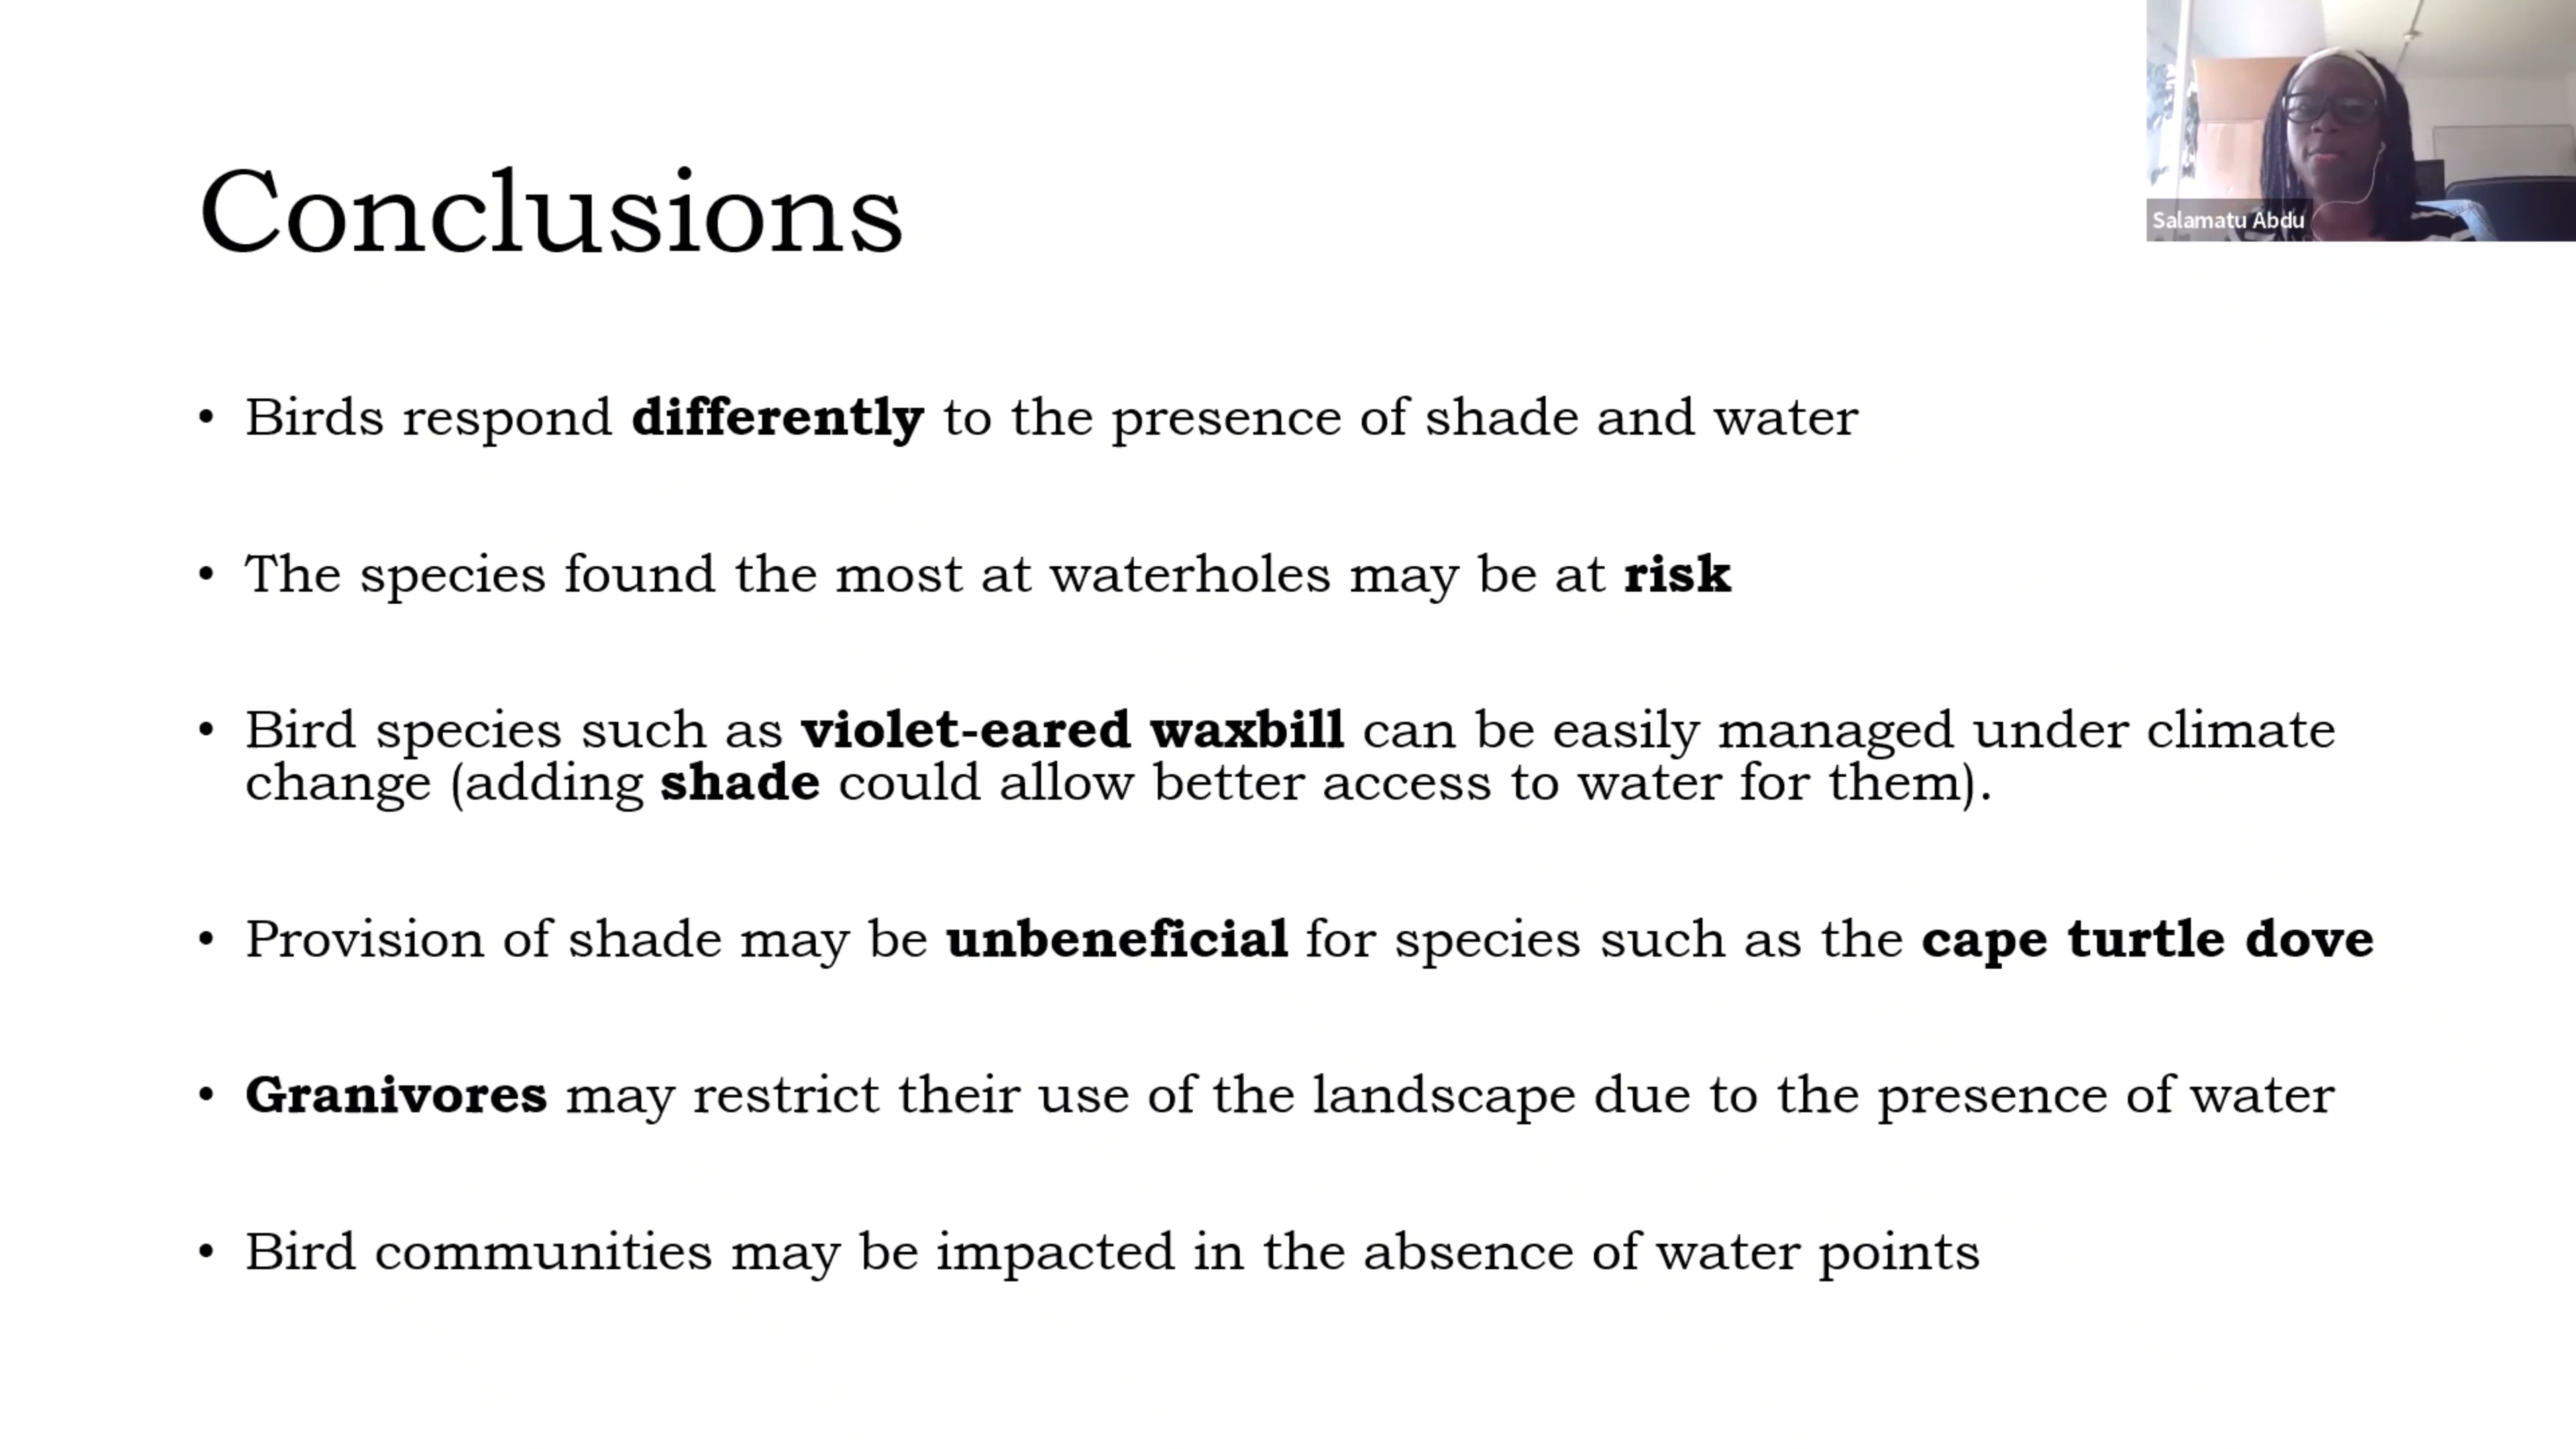 Conclusions
Salamatu Abdu
• Birds respond differently to the presence of shade and water
• The species found the most at waterholes may be at risk
• Bird species such as violet-eared waxbill can be easily managed under climate
change (adding shade could allow better access to water for them).
• Provision of shade may be unbeneficial for species such as the cape turtle dove
• Granivores may restrict their use of the landscape due to the presence of water
• Bird communities may be impacted in the absence of water points